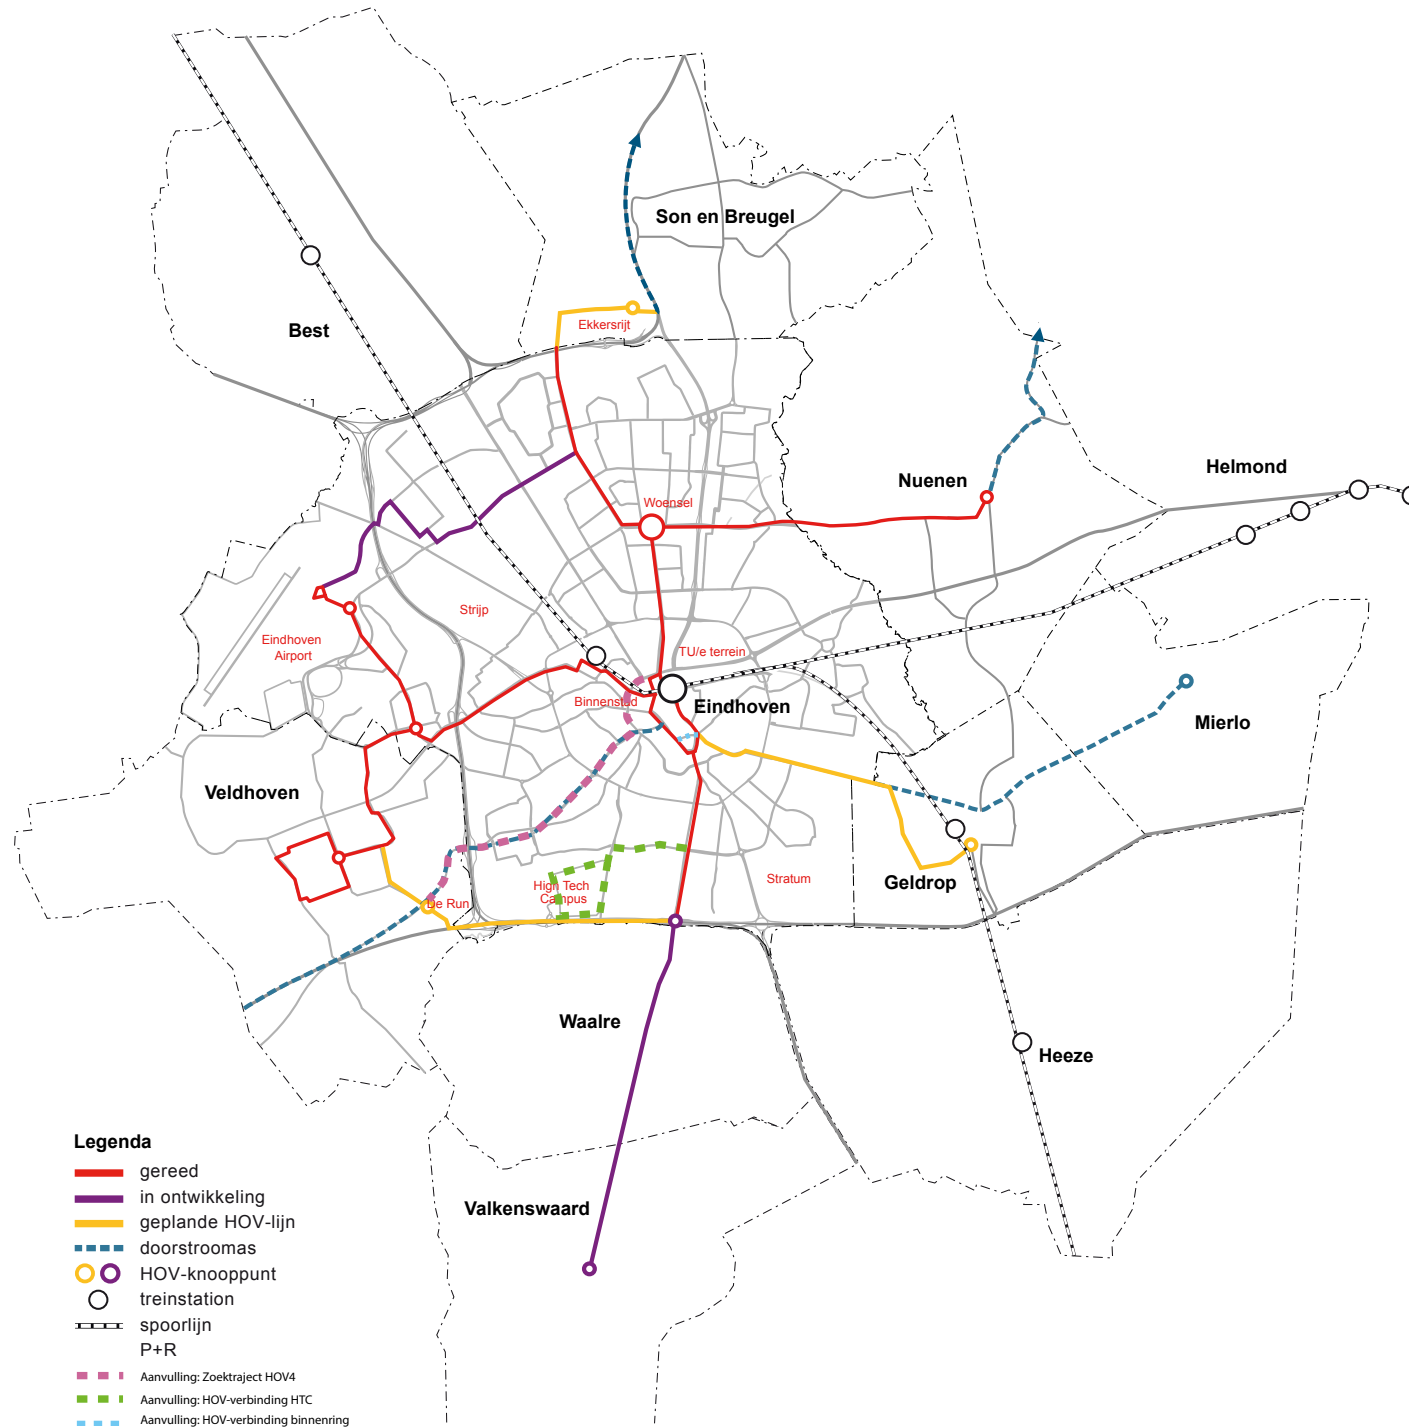 Son en Breugel
Ekkersrijt
Best
Nuenen
Helmond
Woensel
Strijp
Eindhoven
Airport
TU/e terrein
Binnenstad
Eindhoven
Mierlo
Veldhoven
High Tech
Campus
De Run
Stratum
Geldrop
Waalre
Heeze
Valkenswaard
Legenda
gereed
in ontwikkeling
geplande HOV-lijn
doorstroomas
HOV-knooppunt
treinstation
spoorlijn
P+R
Aanvulling: Zoektraject HOV4
Aanvulling: HOV-verbinding HTC
Aanvulling: HOV-verbinding binnenring